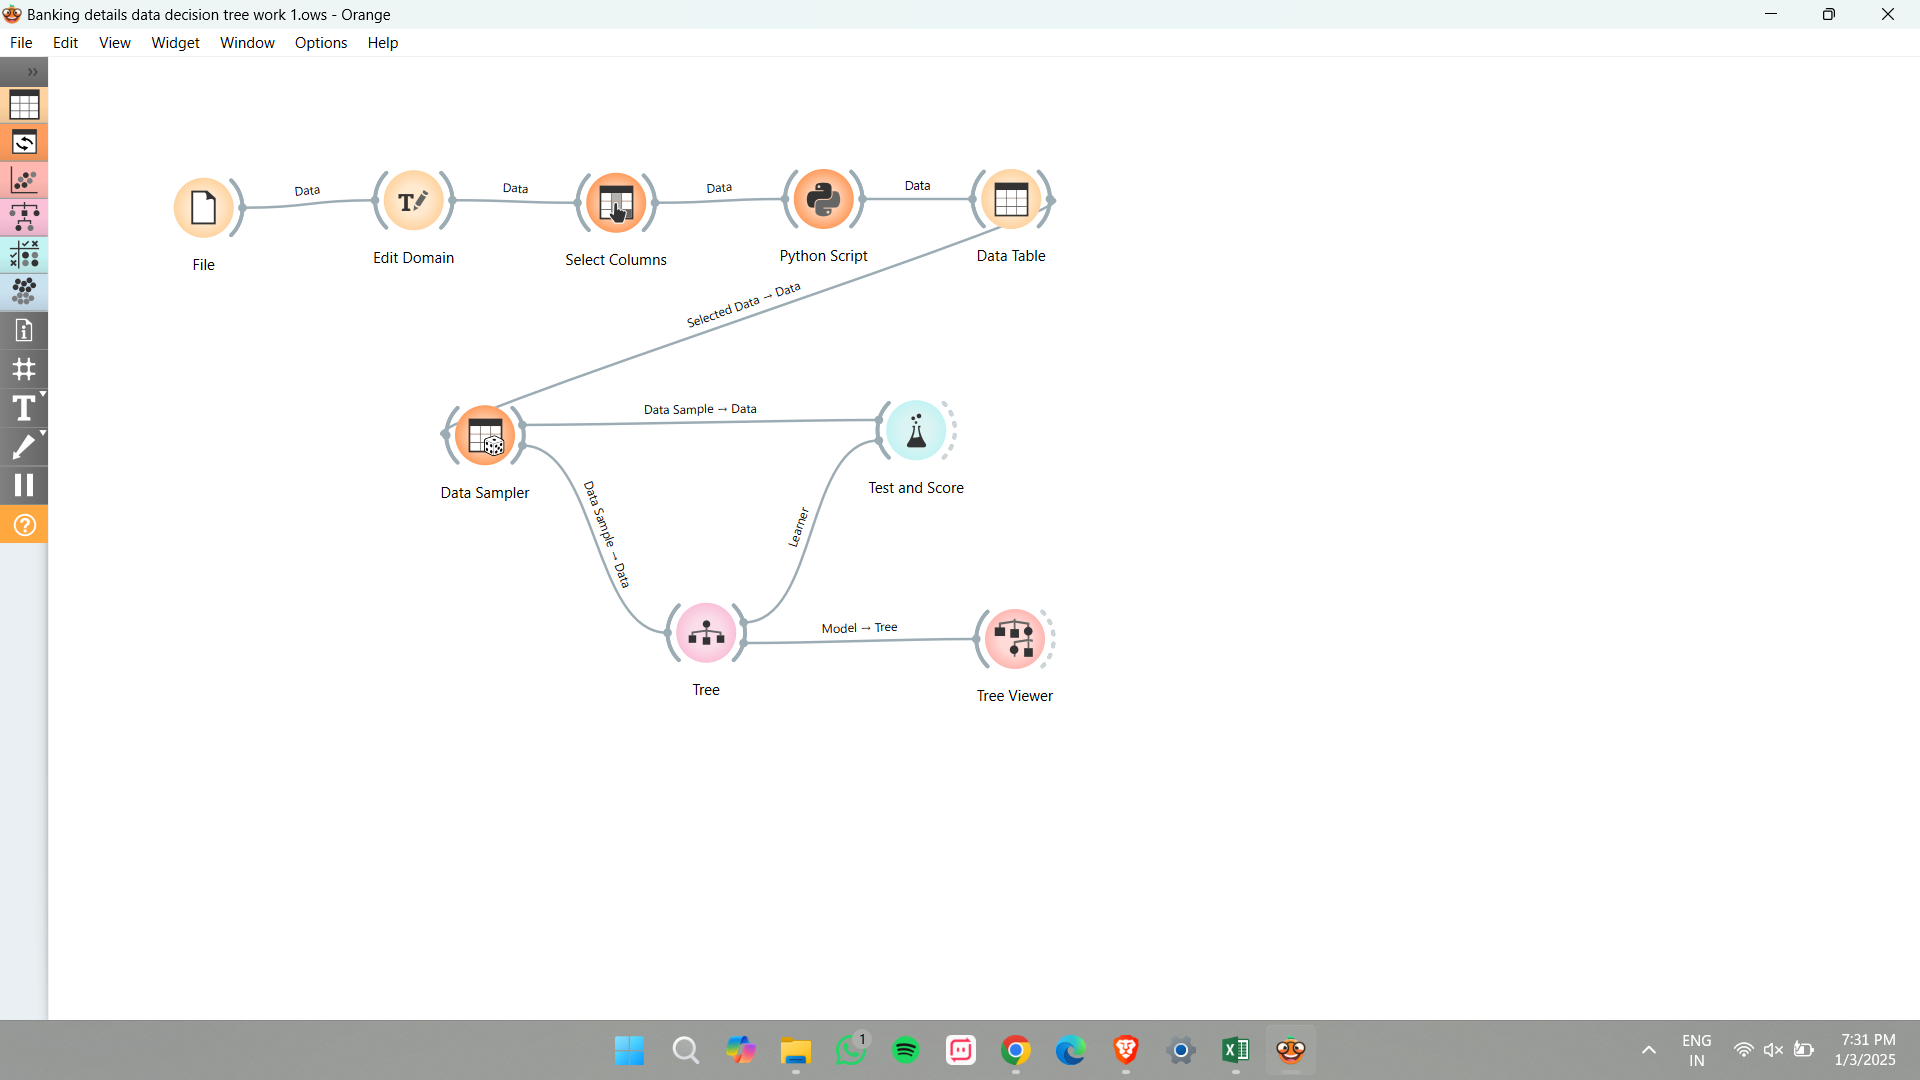 Banking details data decision tree work 1.ows - Orange
File Edit View Widget Window Options Help
Data
Data
Data
Data
File
Edit Domain
Select Columns
Python Script
Data Table
Selected Data → Data
Data Sample → Data
Data Sampler
Test and Score
Data Sample → Data
Learner
Model → Tree
Tree
Tree Viewer
1
ENG
IN
7:31 PM
1/3/2025